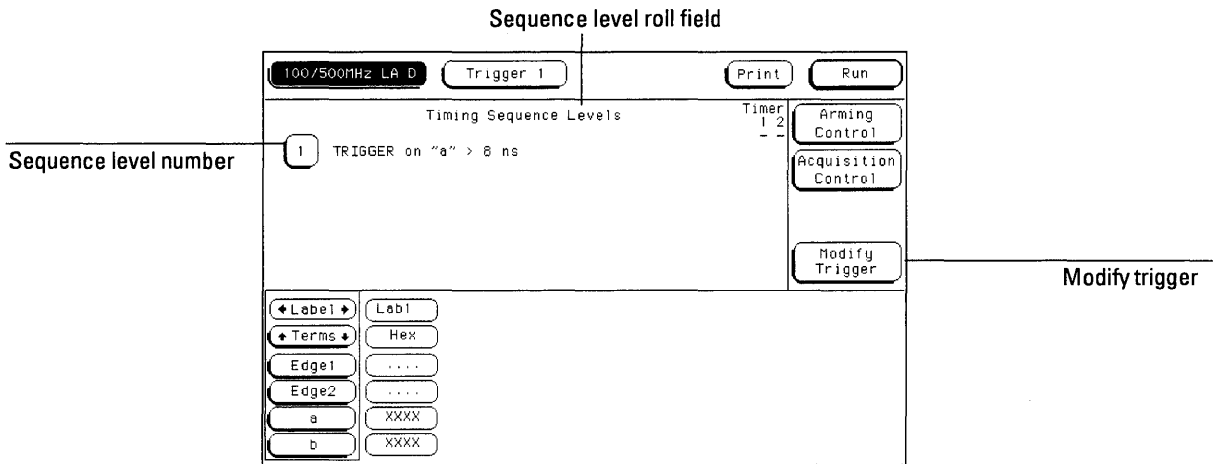 Sequence level roll field
100/500MHz LA D Trigger 1 Print Run
Timing Sequence Levels
Timer
1 2
- -
Arming
Control
Sequence level number
1 TRIGGER on "a" > 8 ns
Acquisition
Control
Modify
Trigger
Modify trigger
←Label→ Lab1
↑Terms↓ Hex
Edge1 ....
Edge2 ....
a XXXX
b XXXX